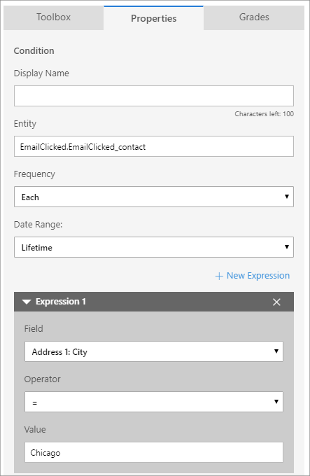 Toolbox Properties Grades
Condition
Display Name
Characters left: 100
Entity
EmailClicked.EmailClicked_contact
Frequency
Each
Date Range:
Lifetime
+ New Expression
Expression 1
Field
Address 1: City
Operator
=
Value
Chicago